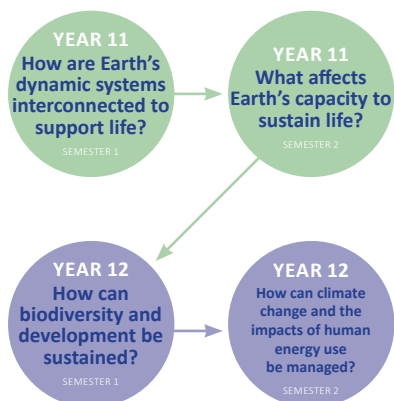 YEAR 11
How are Earth's
dynamic systems
interconnected to
support life?
SEMESTER 1
YEAR 11
What affects
Earth's capacity to
sustain life?
SEMESTER 2
YEAR 12
How can
biodiversity and
development be
sustained?
SEMESTER 1
YEAR 12
How can climate
change and the
impacts of human
energy use
be managed?
SEMESTER 2